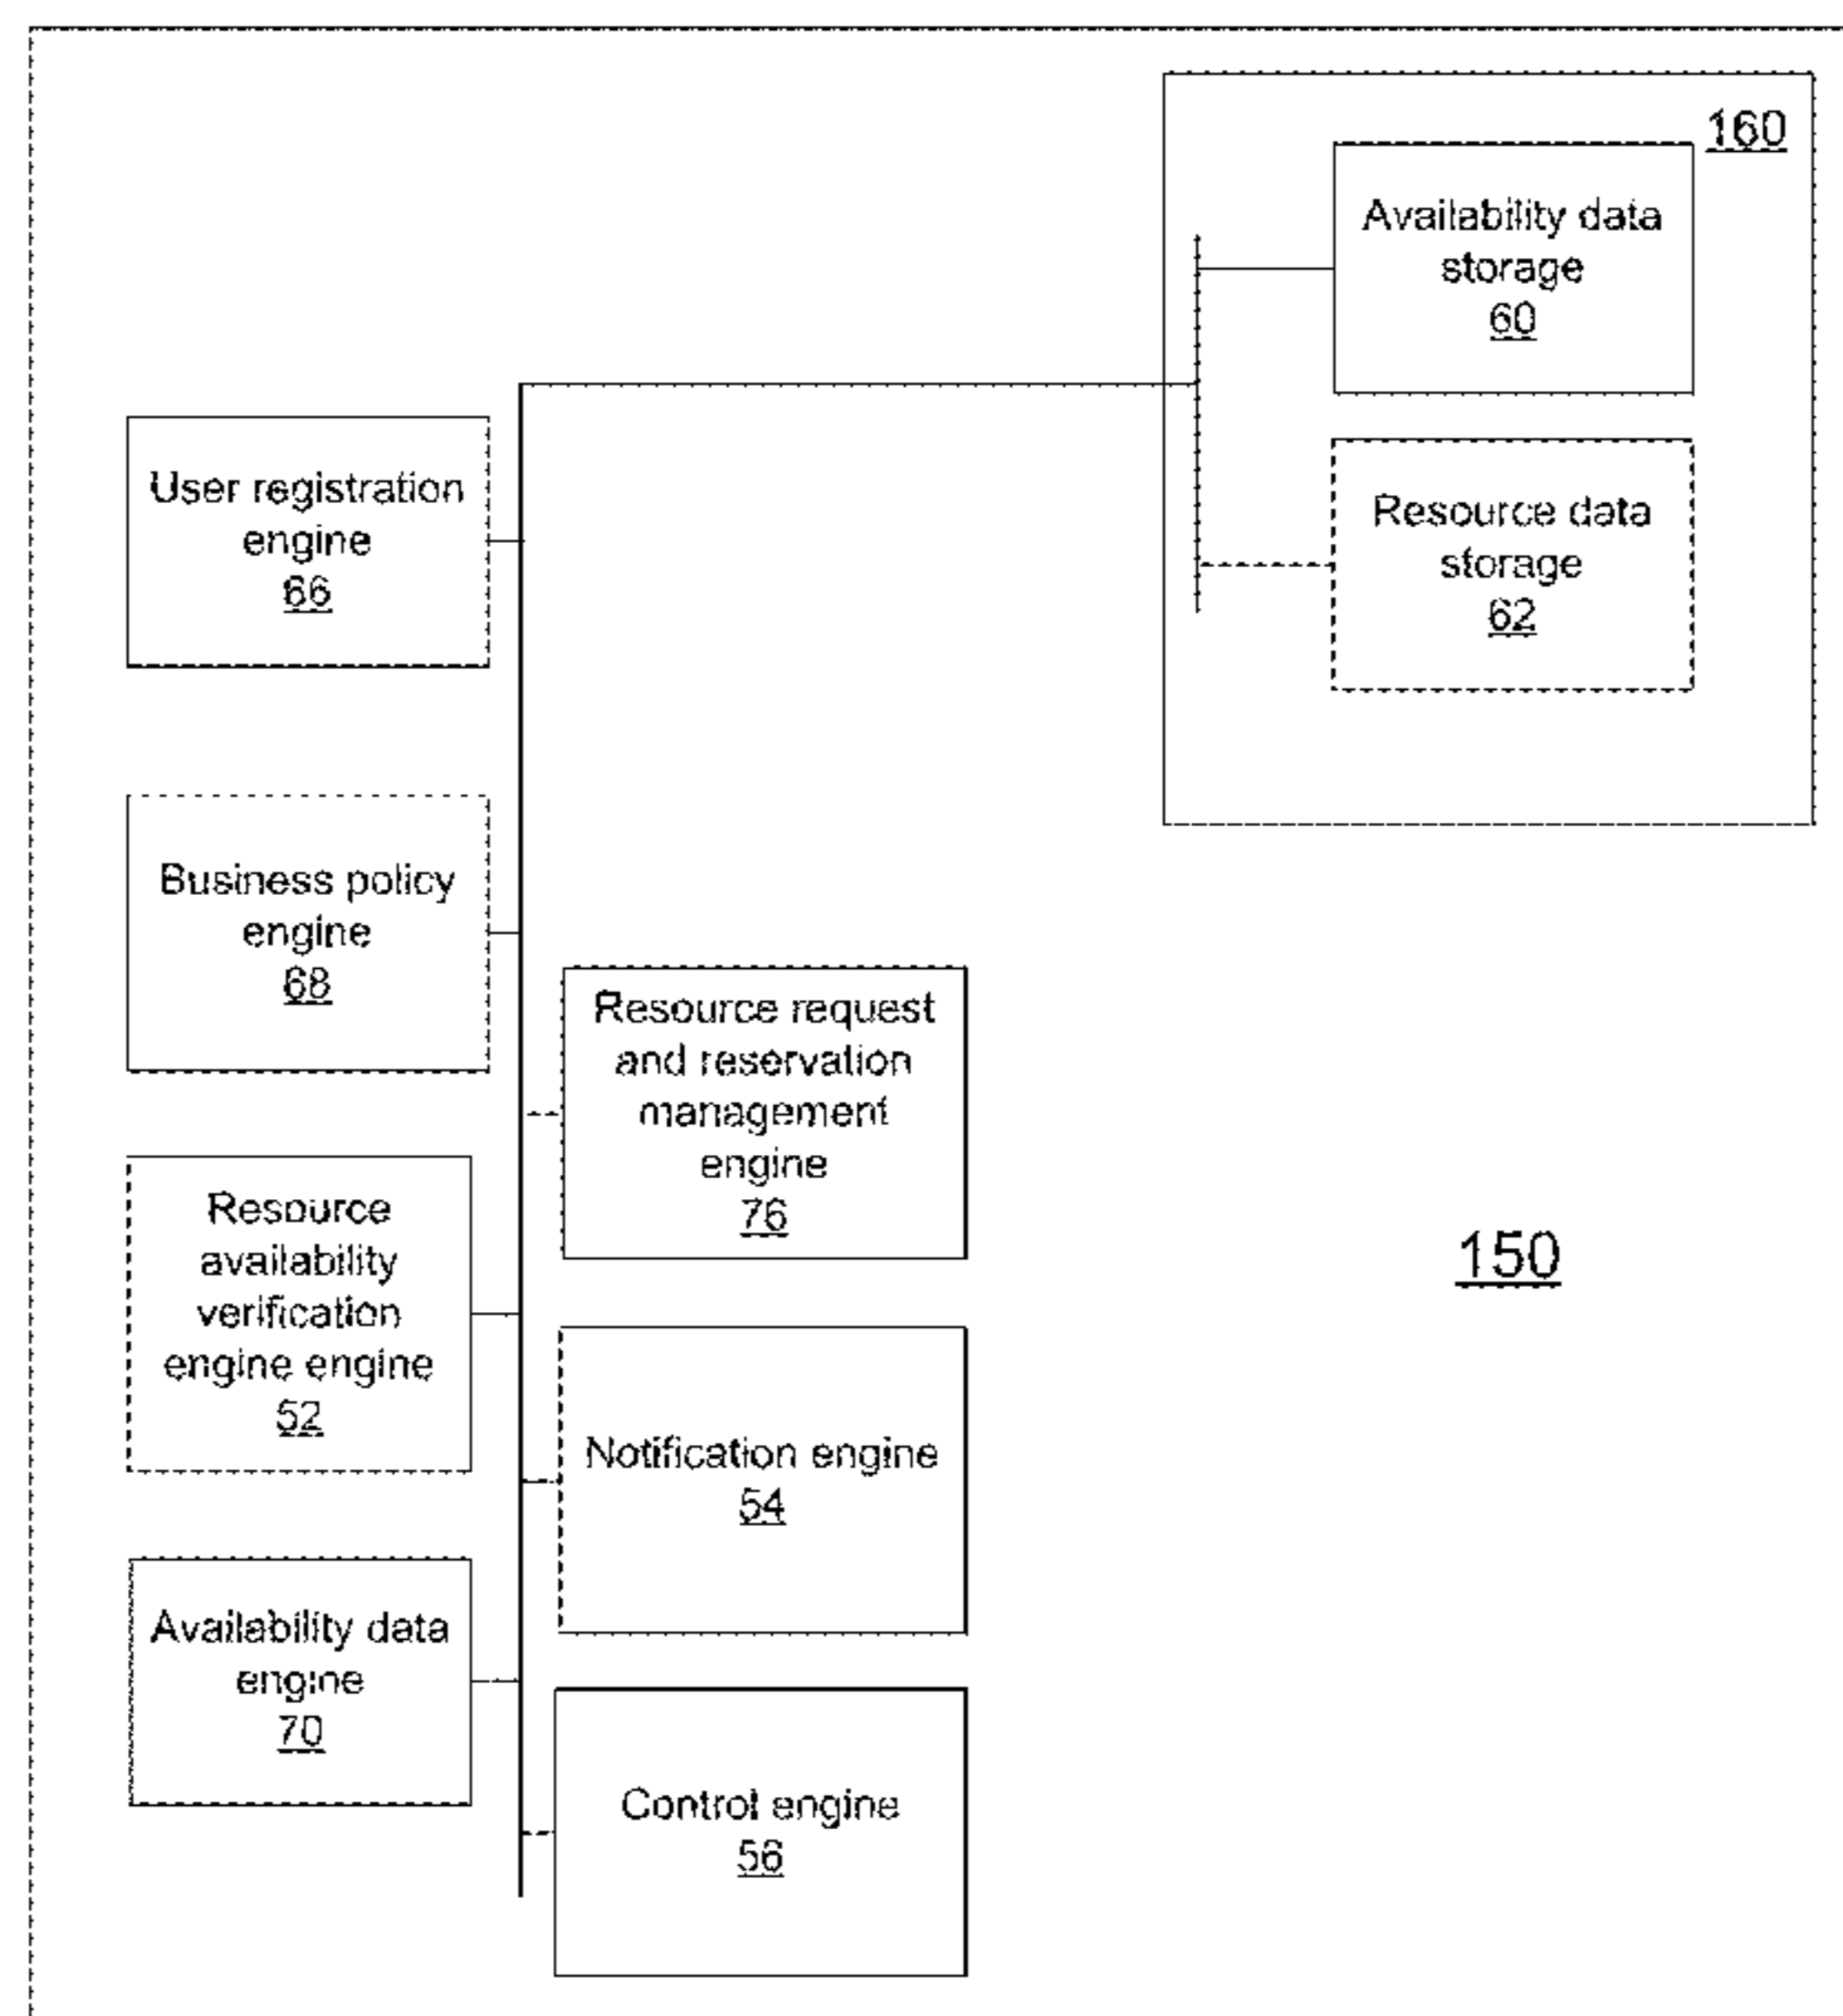 160
Availability data
storage
60
Resource data
storage
62
User registration
engine
66
Business policy
engine
68
Resource request
and reservation
management
engine
76
Resource
availability
verification
engine engine
52
150
Notification engine
54
Availability data
engine
70
Control engine
56